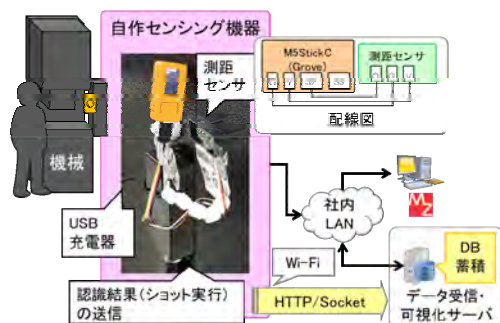 自作センシング機器
測距
センサ
M5StickC
(Grove)
測距センサ
配線図
機械
USB
充電器
認識結果(ショット実行)
の送信
社内
LAN
Wi-Fi
HTTP/Socket
DB
蓄積
データ受信・
可視化サーバ